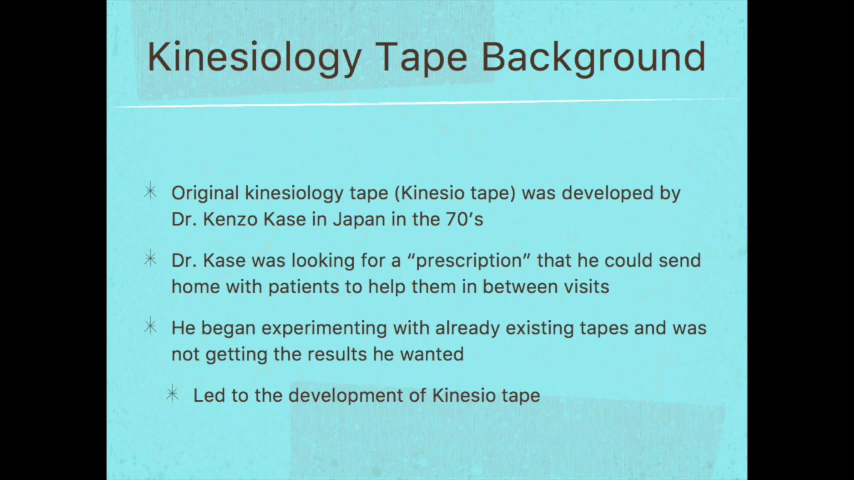 Kinesiology Tape Background
Original kinesiology tape (Kinesio tape) was developed by
Dr. Kenzo Kase in Japan in the 70’s
Dr. Kase was looking for a “prescription” that he could send
home with patients to help them in between visits
He began experimenting with already existing tapes and was
not getting the results he wanted
Led to the development of Kinesio tape